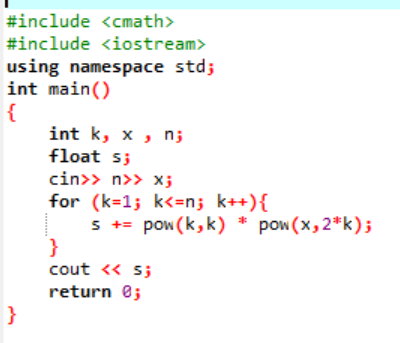 #include <cmath>
#include <iostream>
using namespace std;
int main()
{
    int k, x , n;
    float s;
    cin>> n>> x;
    for (k=1; k<=n; k++){
        s += pow(k,k) * pow(x,2*k);
    }
    cout << s;
    return 0;
}